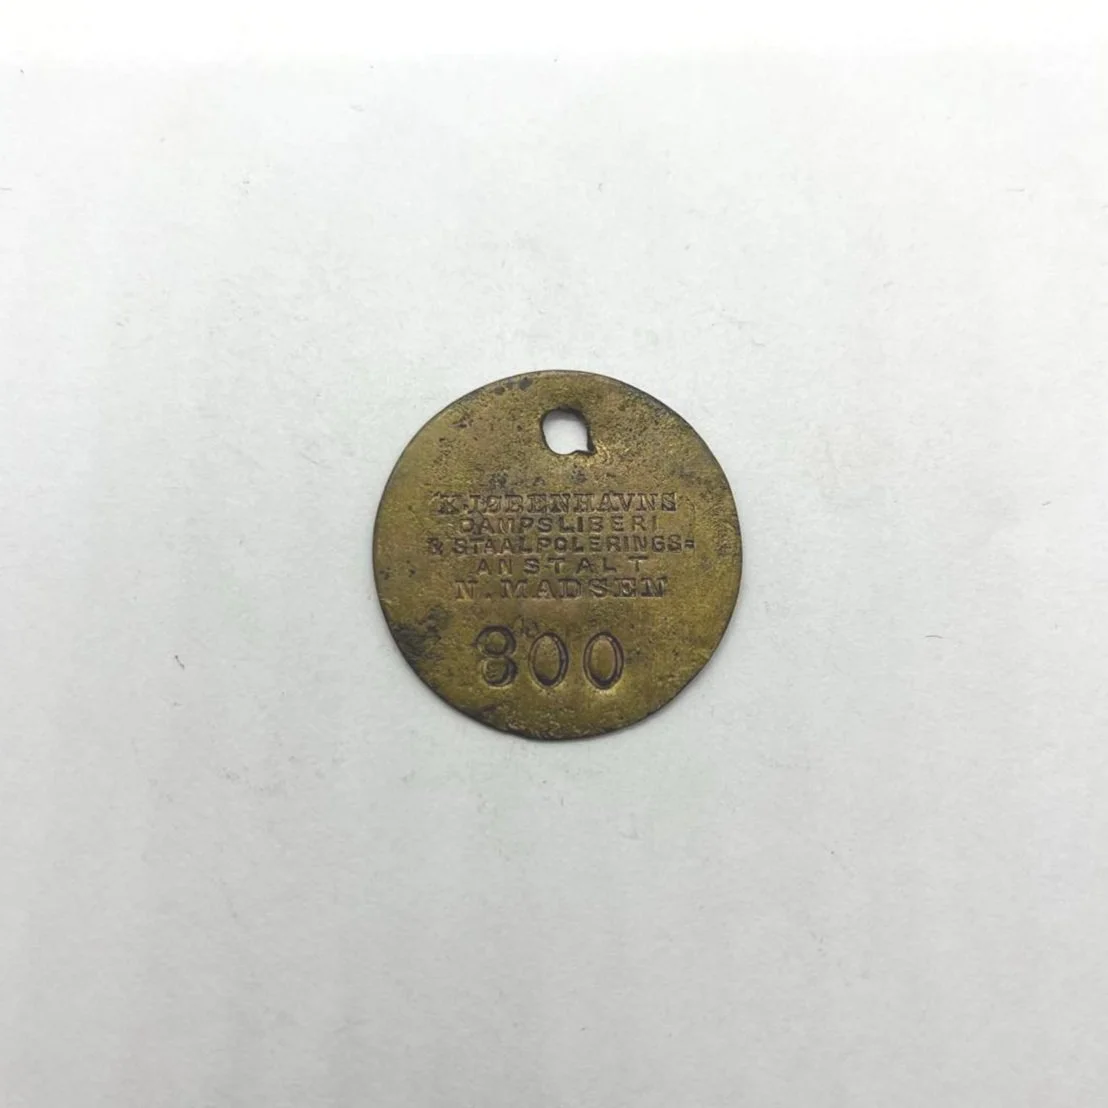 KJØBENHAVNS
DAMPSLIBERI
& STAALPOLERINGS=
ANSTALT
N. MADSEN
800